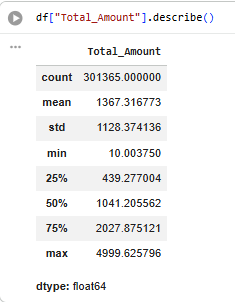 df["Total_Amount"].describe()
Total_Amount
count 301365.000000
mean 1367.316773
std 1128.374136
min 10.003750
25% 439.277004
50% 1041.205562
75% 2027.875121
max 4999.625796
dtype: float64